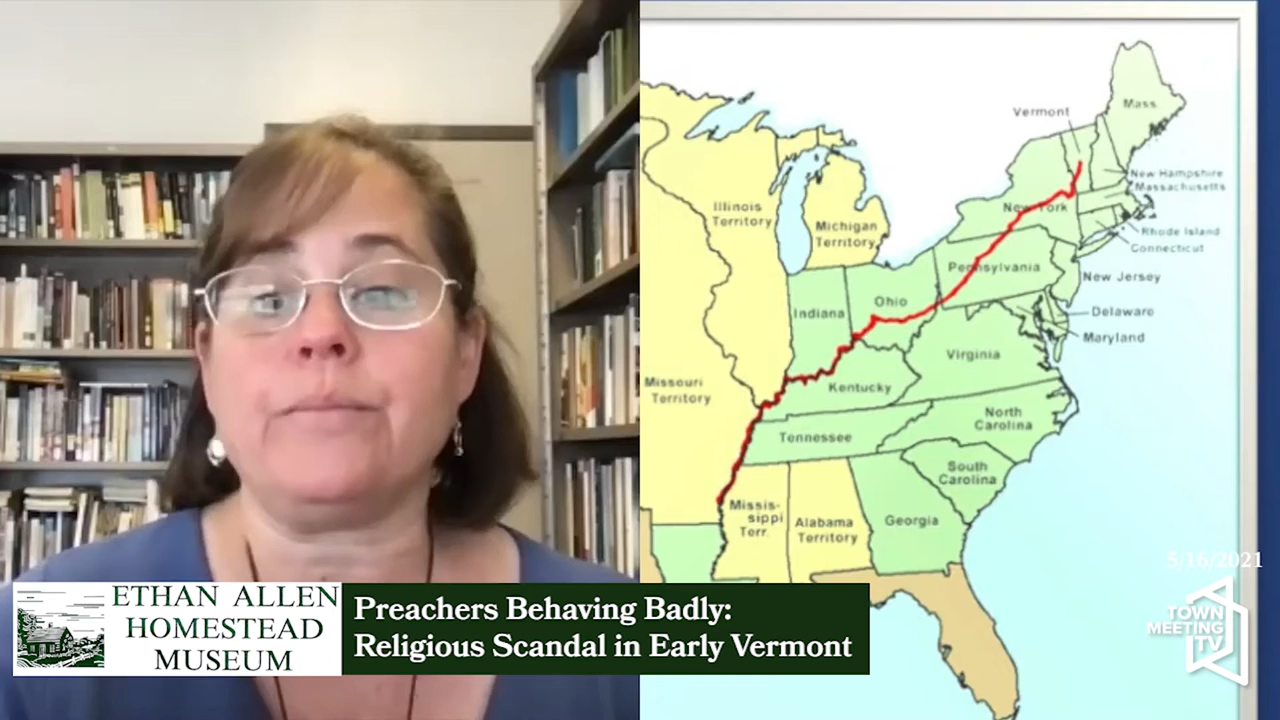 Vermont
Mass.
New Hampshire
Massachusetts
New York
Rhode Island
Connecticut
Illinois
Territory
Michigan
Territory
Pennsylvania
New Jersey
Ohio
Indiana
Delaware
Maryland
Virginia
Missouri
Territory
Kentucky
North
Carolina
Tennessee
South
Carolina
Missis-
sippi
Terr.
Alabama
Territory
Georgia
5/16/2021
ETHAN ALLEN
HOMESTEAD
MUSEUM
Preachers Behaving Badly:
Religious Scandal in Early Vermont
TOWN
MEETING
TV